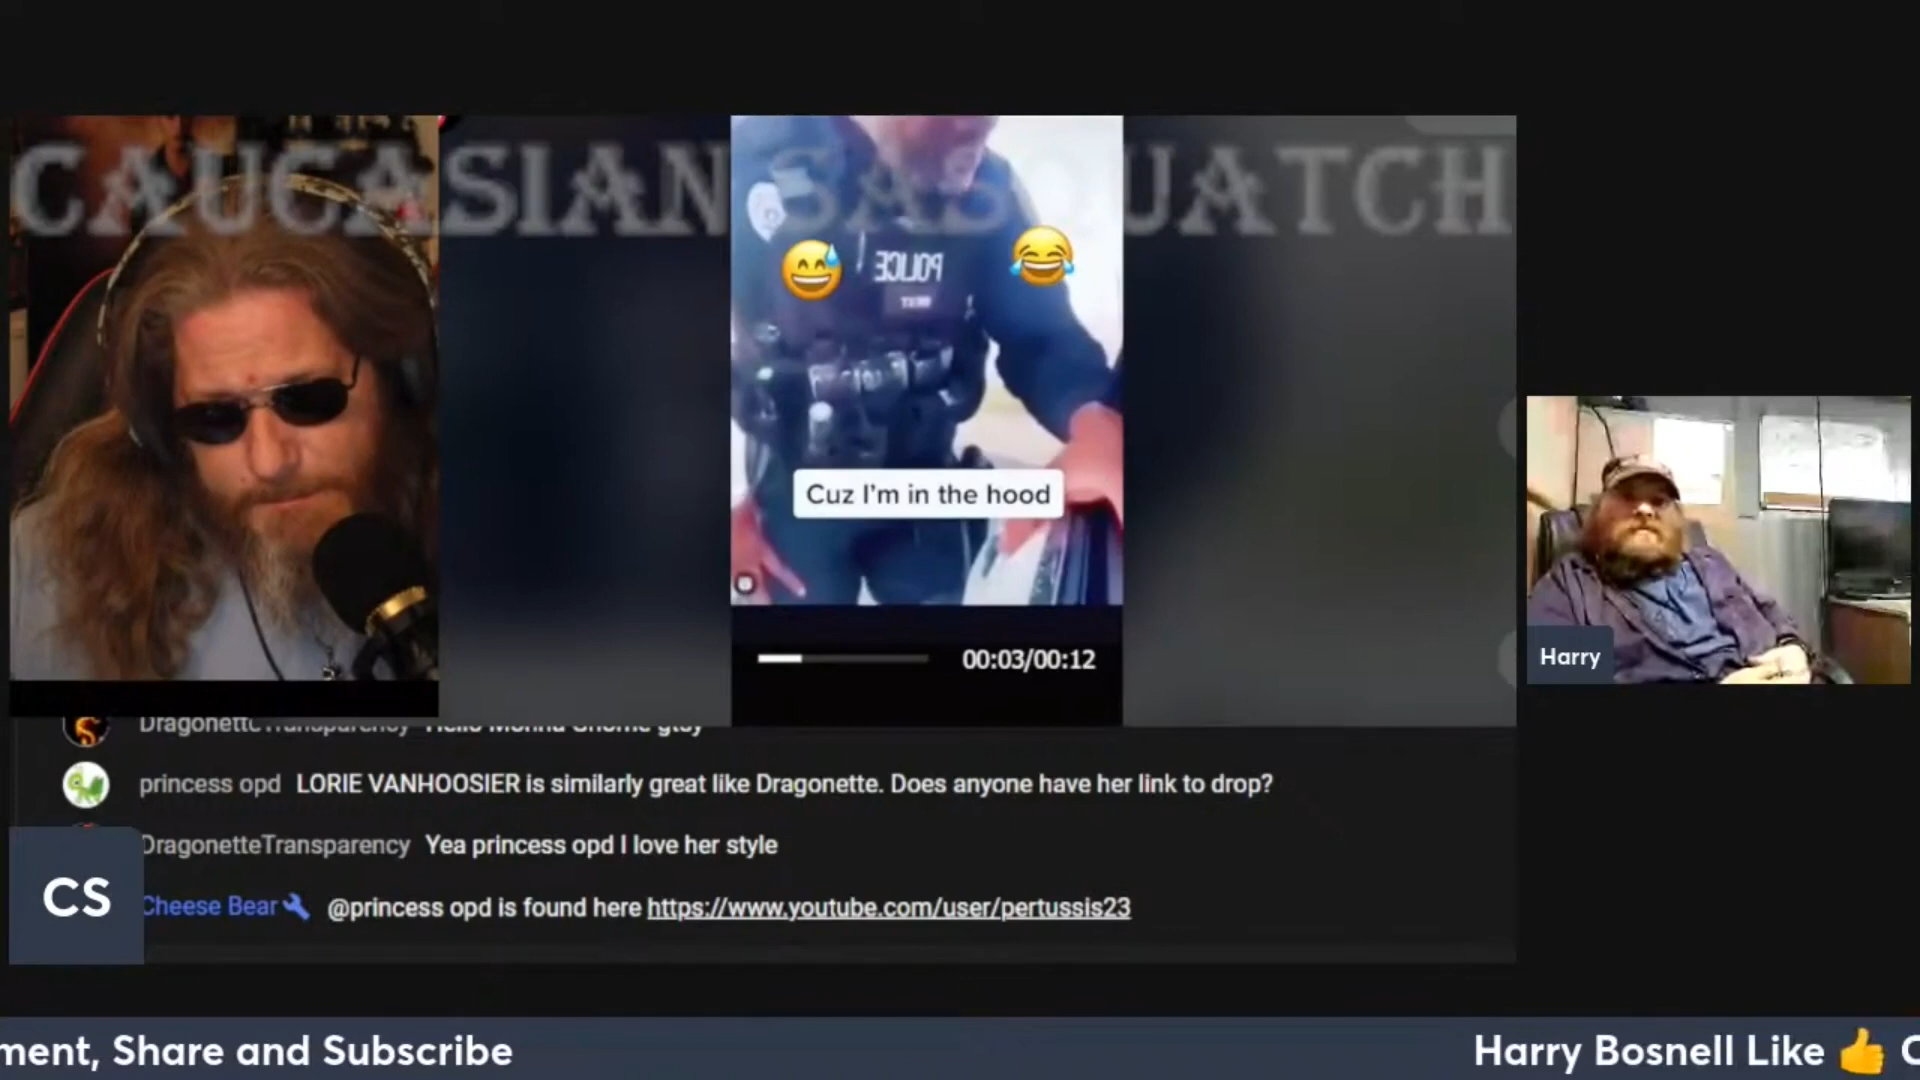 CAUCASIAN SASQUATCH
POLICE
Cuz I'm in the hood
00:03/00:12
Harry
DragonetteTransparency
princess opd LORIE VANHOOSIER is similarly great like Dragonette. Does anyone have her link to drop?
DragonetteTransparency Yea princess opd I love her style
CS
Cheese Bear @princess opd is found here https://www.youtube.com/user/pertussis23
ment, Share and Subscribe
Harry Bosnell Like 👍 C